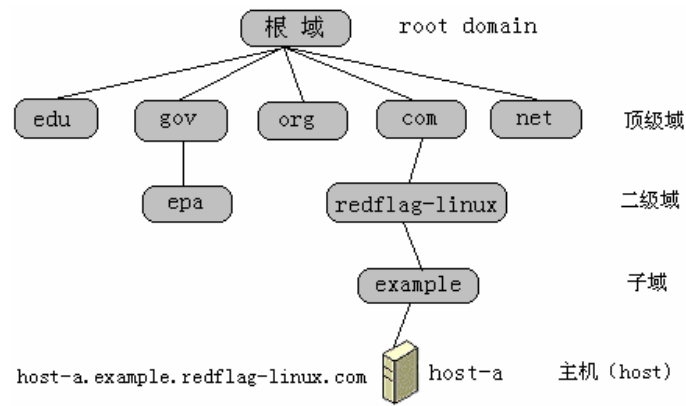 根 域 root domain
edu gov org com net 顶级域
epa redflag-linux 二级域
example 子域
host-a.example.redflag-linux.com host-a 主机（host）